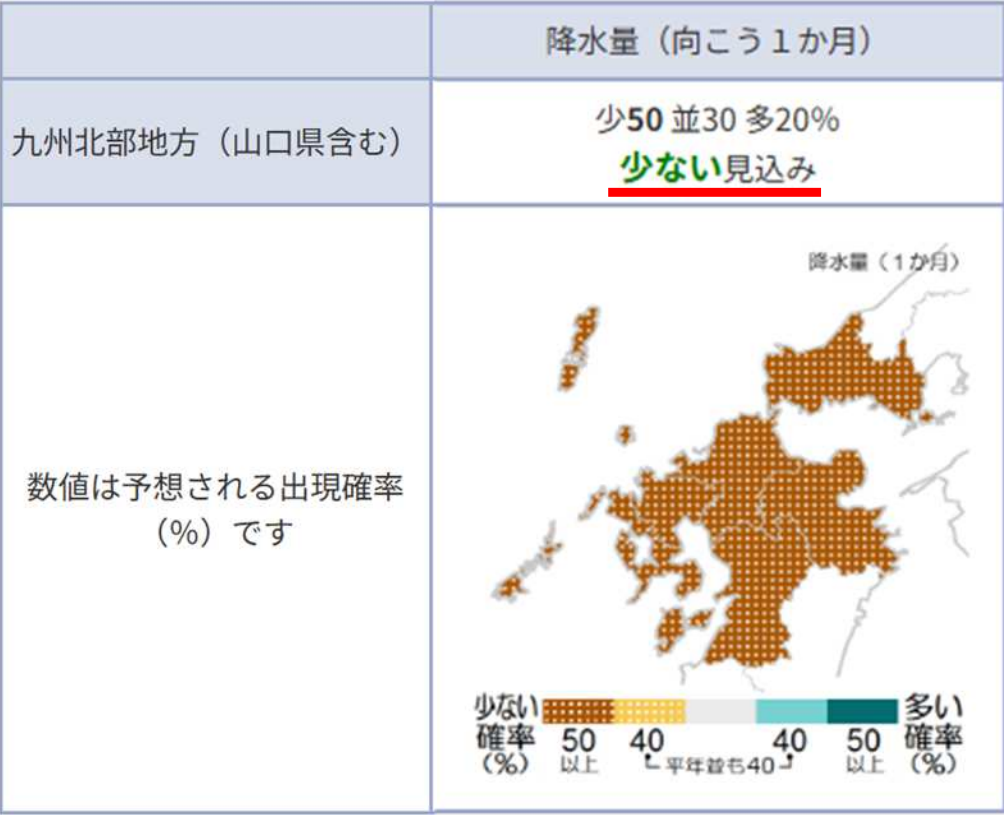 降水量（向こう１か月）
九州北部地方（山口県含む）
少50 並30 多20%
少ない見込み
数値は予想される出現確率
（%）です
降水量（１か月）
少ない
確率
（%）
50
以上
40
平年並も40
40
50
以上
多い
確率
（%）